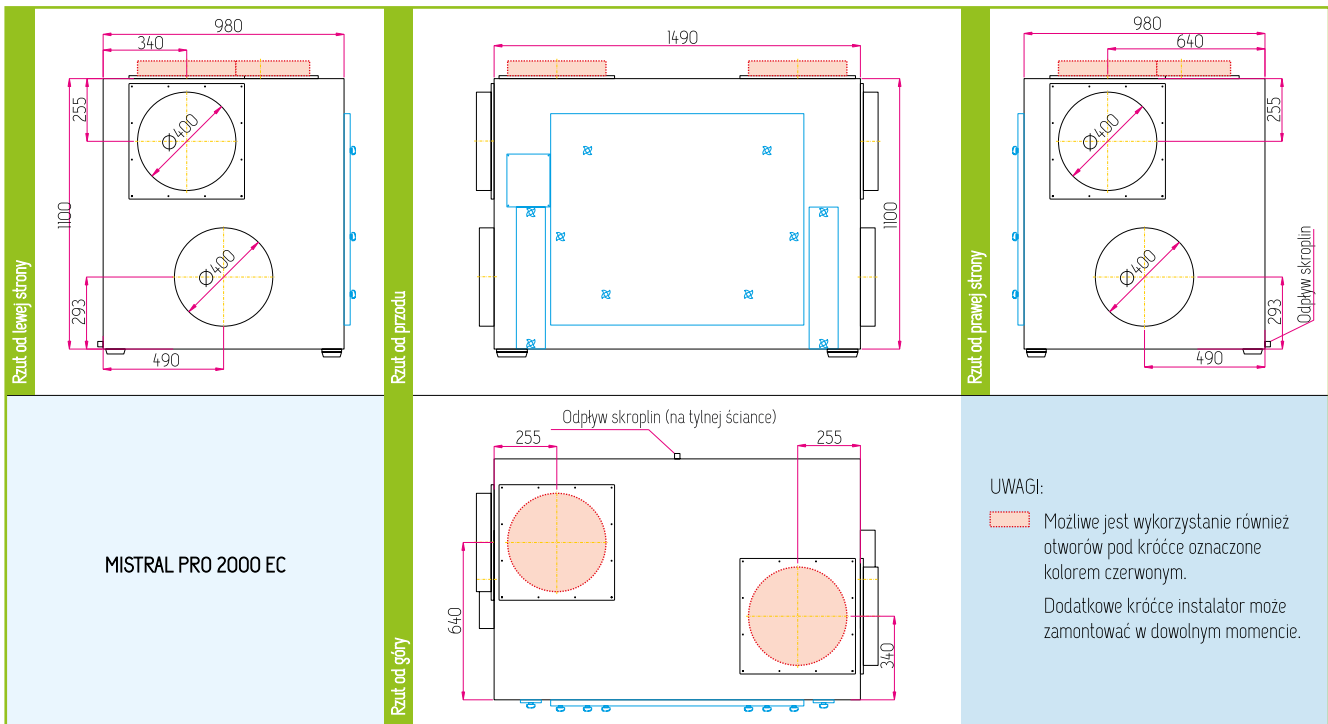 Rzut od lewej strony
980
340
255
Ø400
1100
Ø400
293
490
Rzut od przodu
1490
1100
Rzut od prawej strony
980
640
255
Ø400
Ø400
293
490
Odpływ skroplin
MISTRAL PRO 2000 EC
Rzut od góry
Odpływ skroplin (na tylnej ściance)
255
255
640
340
UWAGI:
Możliwe jest wykorzystanie również
otworów pod króćce oznaczone
kolorem czerwonym.
Dodatkowe króćce instalator może
zamontować w dowolnym momencie.